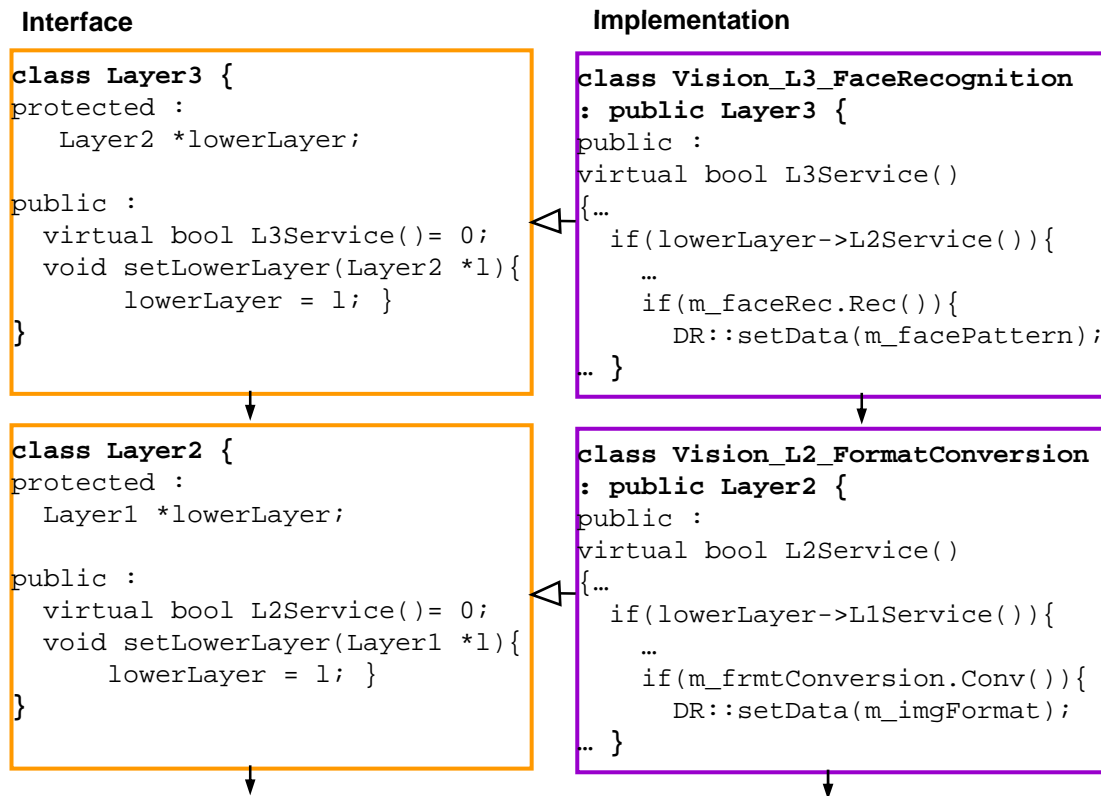 Interface
class Layer3 {
protected :
Layer2 *lowerLayer;
public :
virtual bool L3Service()= 0;
void setLowerLayer(Layer2 *l){
lowerLayer = l; }
}
class Layer2 {
protected :
Layer1 *lowerLayer;
public :
virtual bool L2Service()= 0;
void setLowerLayer(Layer1 *l){
lowerLayer = l; }
}
Implementation
class Vision_L3_FaceRecognition
: public Layer3 {
public :
virtual bool L3Service()
{…
if(lowerLayer->L2Service()){
…
if(m_faceRec.Rec()){
DR::setData(m_facePattern);
… }
class Vision_L2_FormatConversion
: public Layer2 {
public :
virtual bool L2Service()
{…
if(lowerLayer->L1Service()){
…
if(m_frmtConversion.Conv()){
DR::setData(m_imgFormat);
… }